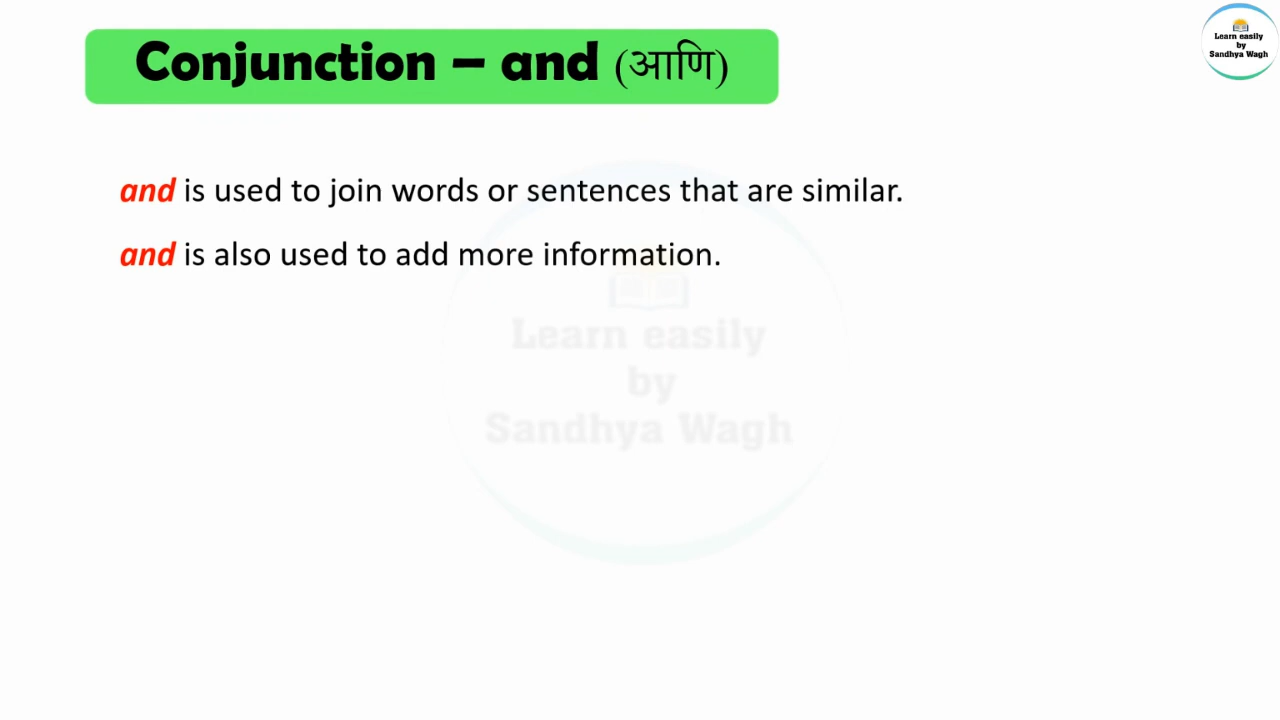 Conjunction – and (आणि)
Learn easily
by
Sandhya Wagh
and is used to join words or sentences that are similar.
and is also used to add more information.
Learn easily
by
Sandhya Wagh